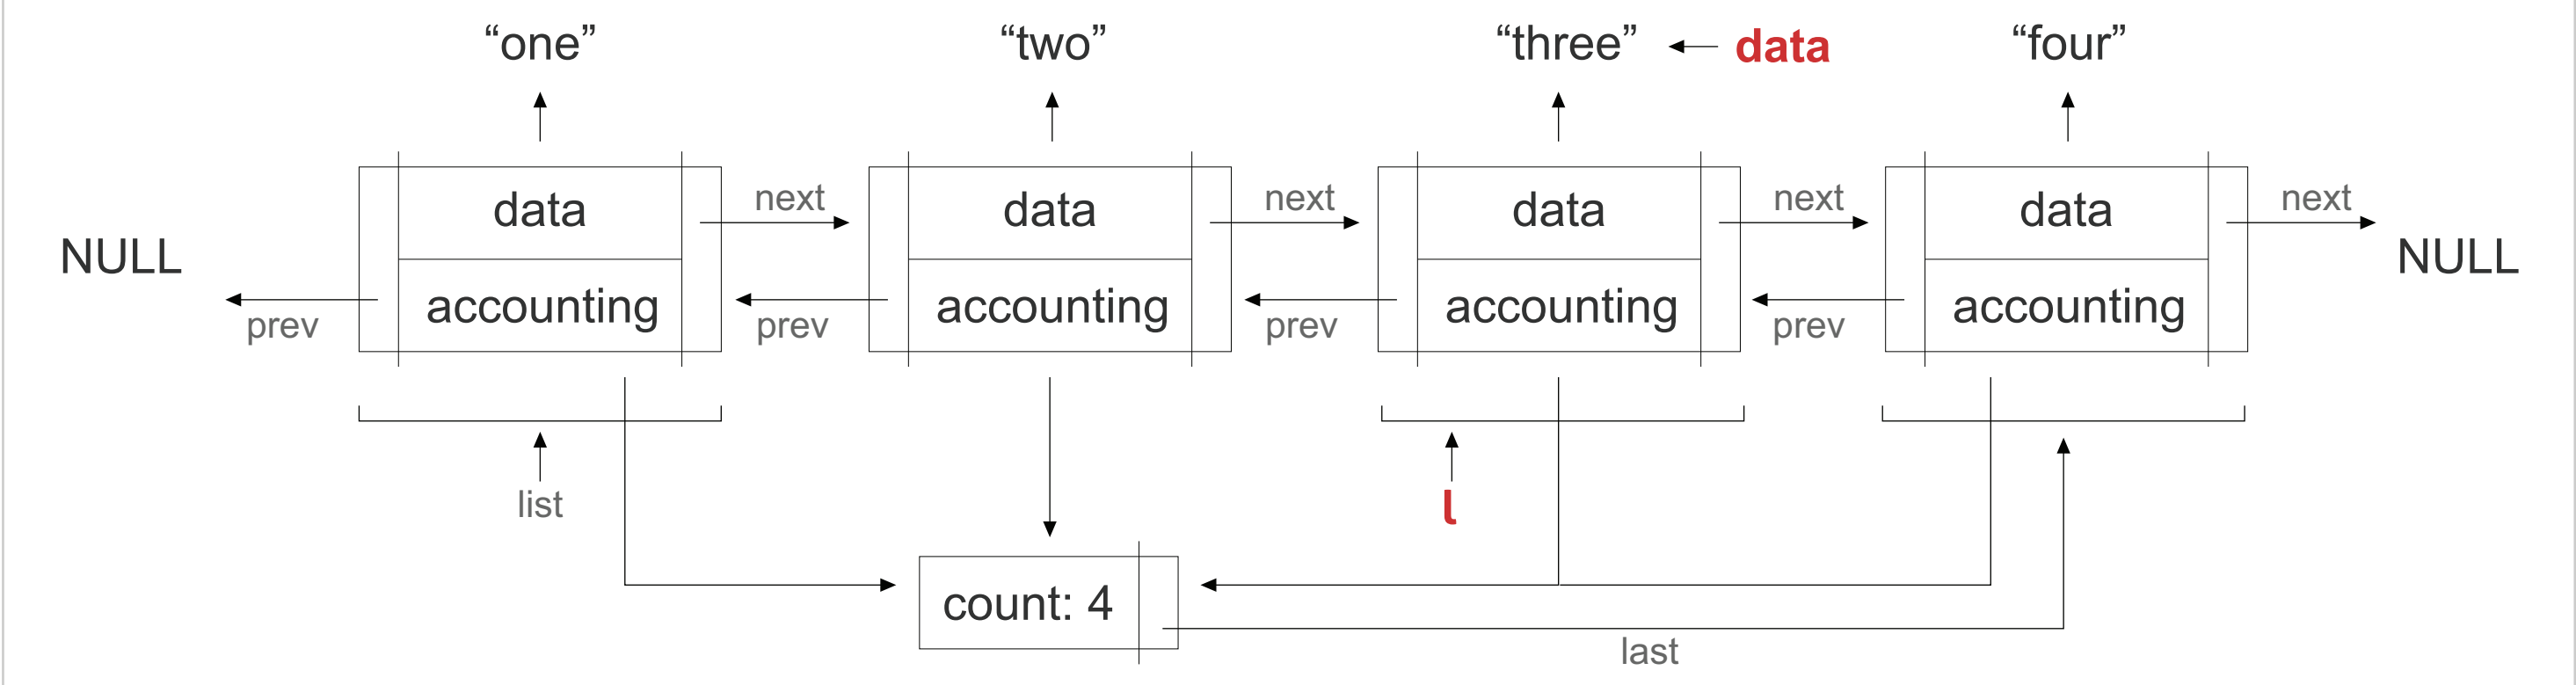 “one” “two” “three” data “four”
data next data next data next data next
NULL NULL
prev accounting prev accounting prev accounting prev accounting
list l
count: 4
last